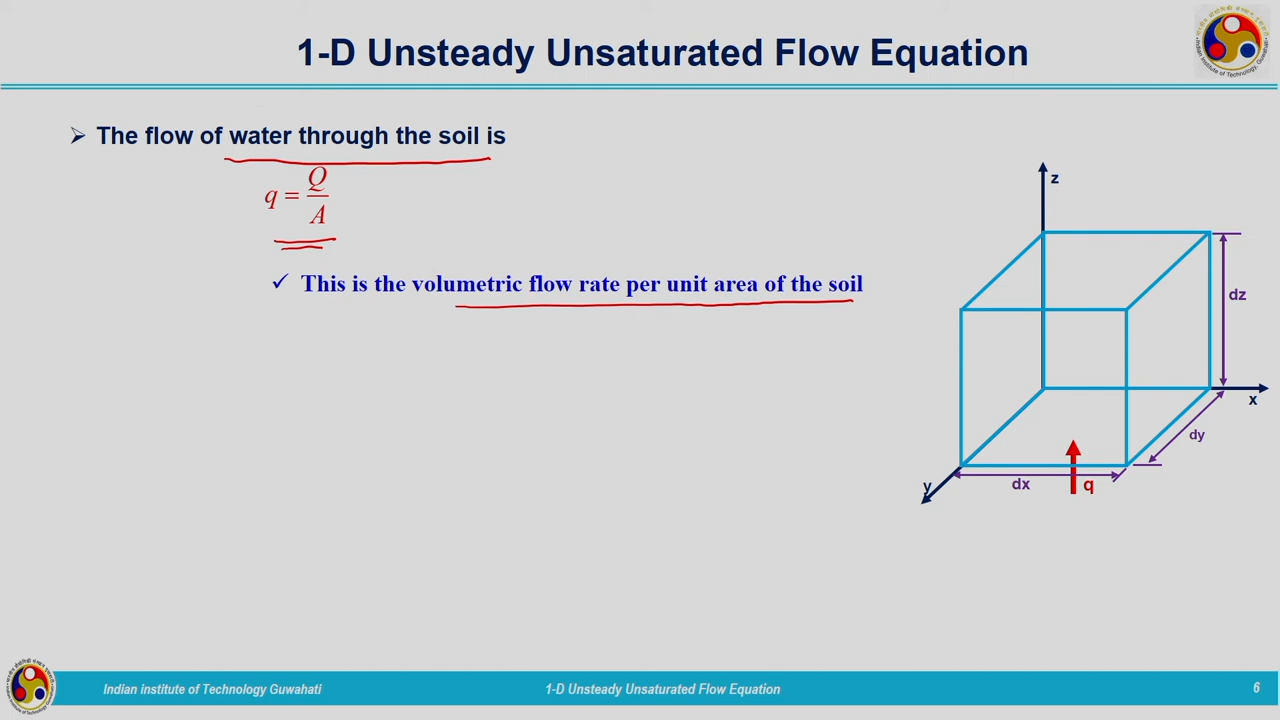 1-D Unsteady Unsaturated Flow Equation
➢ The flow of water through the soil is
q = Q/A
✓ This is the volumetric flow rate per unit area of the soil
z
dz
x
dy
y
dx
q
Indian institute of Technology Guwahati
1-D Unsteady Unsaturated Flow Equation
6